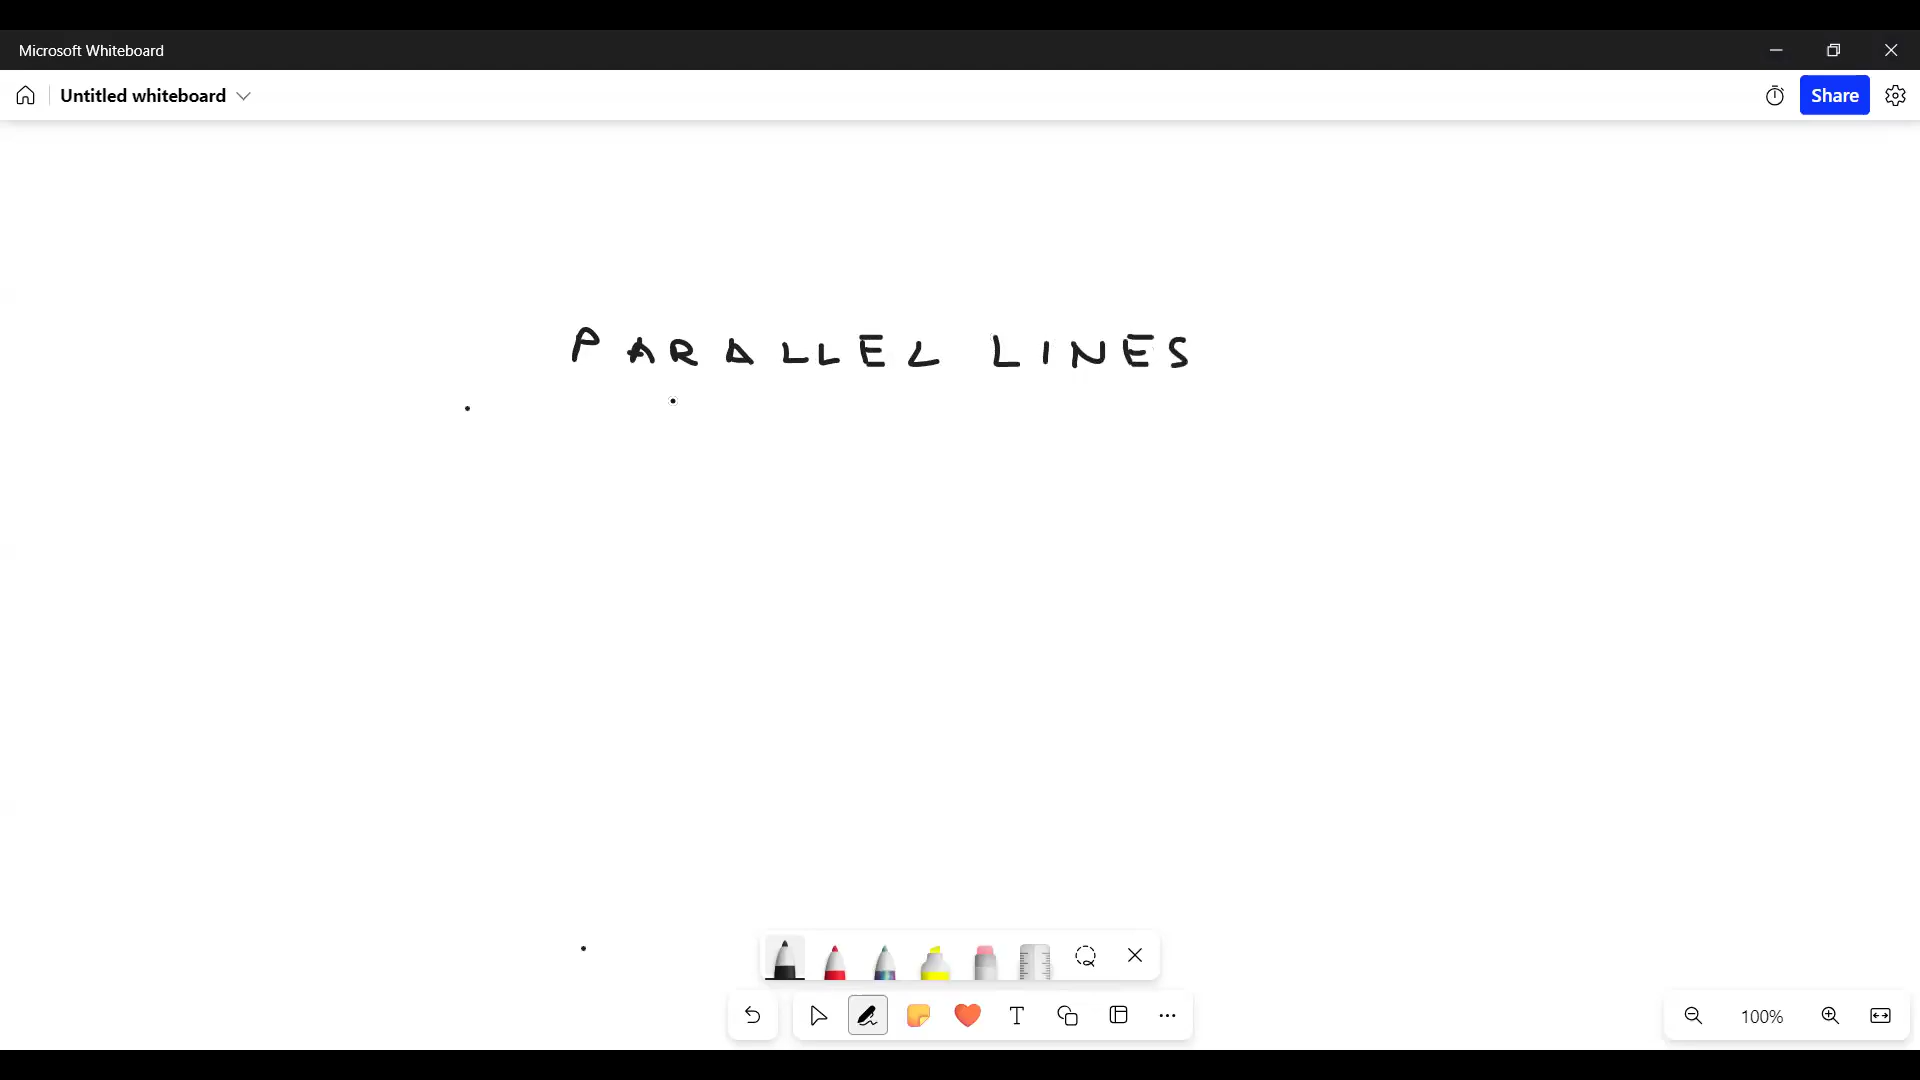 Microsoft Whiteboard
Untitled whiteboard
Share
PARALLEL LINES
100%